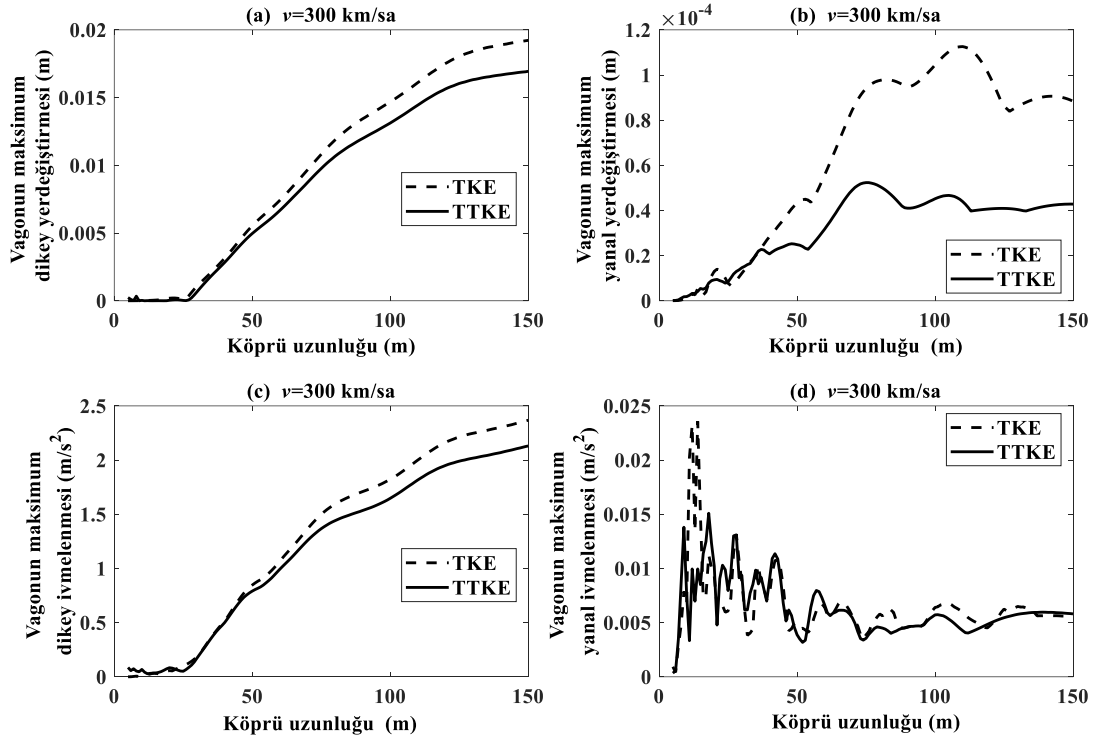 (a) v=300 km/sa
Vagonun maksimum
dikey yerdeğiştirmesi (m)
0.02
0.015
0.01
0.005
0
0 50 100 150
Köprü uzunluğu (m)
TKE
TTKE
(b) v=300 km/sa
×10⁻⁴
Vagonun maksimum
yanal yerdeğiştirmesi (m)
1.2
1
0.8
0.6
0.4
0.2
0
0 50 100 150
Köprü uzunluğu (m)
TKE
TTKE
(c) v=300 km/sa
Vagonun maksimum
dikey ivmelenmesi (m/s²)
2.5
2
1.5
1
0.5
0
0 50 100 150
Köprü uzunluğu (m)
TKE
TTKE
(d) v=300 km/sa
Vagonun maksimum
yanal ivmelenmesi (m/s²)
0.025
0.02
0.015
0.01
0.005
0
0 50 100 150
Köprü uzunluğu (m)
TKE
TTKE